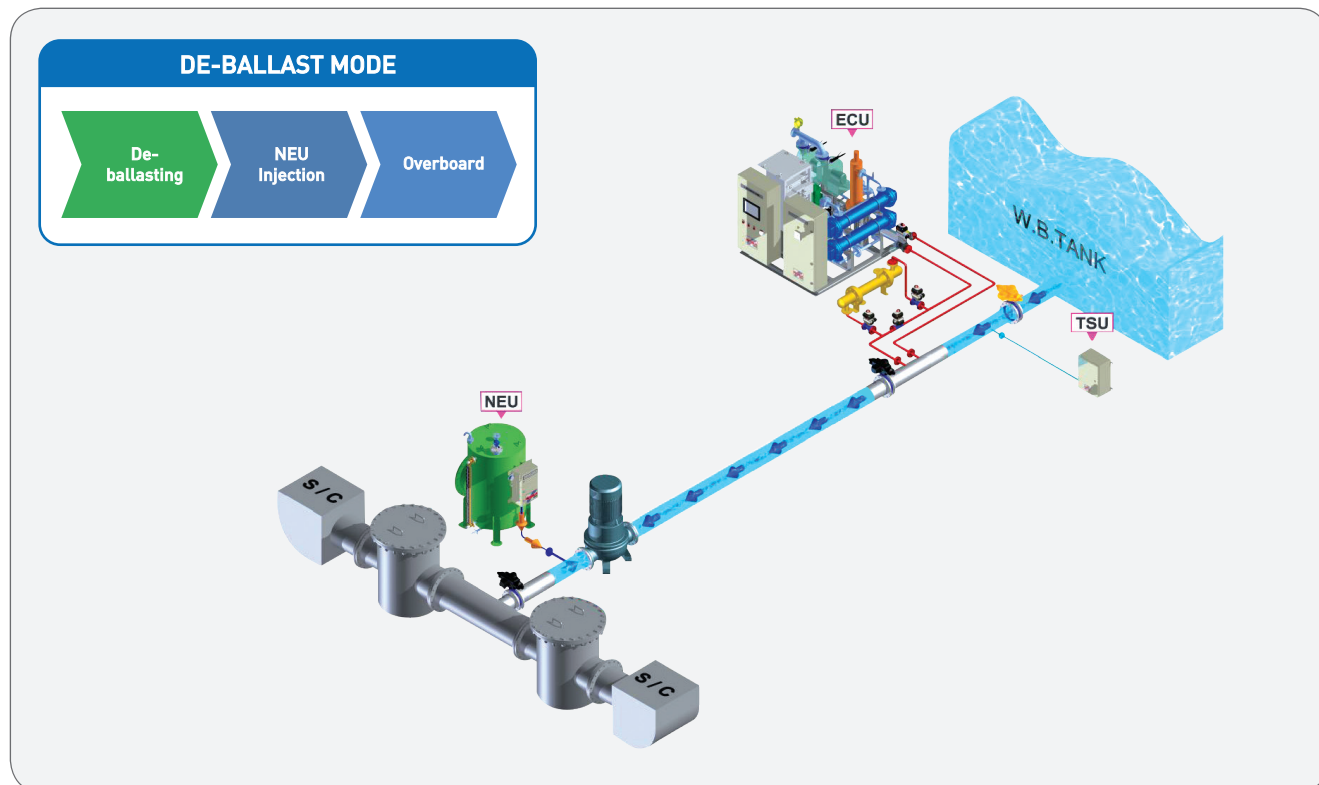 DE-BALLAST MODE
De-
ballasting
NEU
Injection
Overboard
ECU
W.B.TANK
TSU
NEU
S/C
S/C